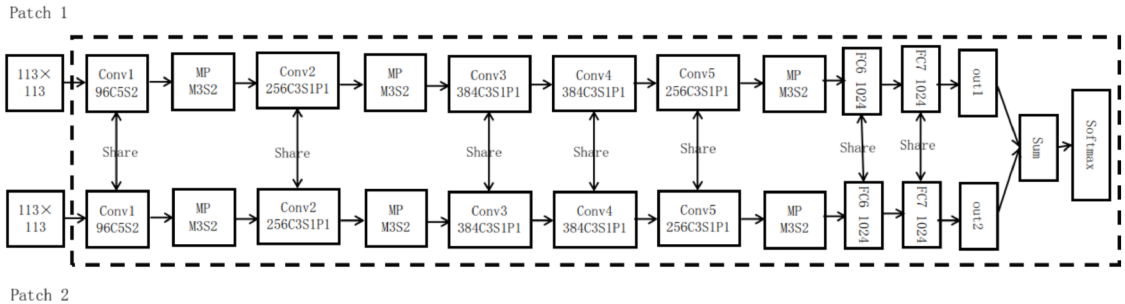 Patch 1
113×
113
Conv1
96C5S2
MP
M3S2
Conv2
256C3S1P1
MP
M3S2
Conv3
384C3S1P1
Conv4
384C3S1P1
Conv5
256C3S1P1
MP
M3S2
FC6 1024
FC7 1024
out1
Share
Share
Share
Share
Share
Share
Share
Sum
Softmax
113×
113
Conv1
96C5S2
MP
M3S2
Conv2
256C3S1P1
MP
M3S2
Conv3
384C3S1P1
Conv4
384C3S1P1
Conv5
256C3S1P1
MP
M3S2
FC6 1024
FC7 1024
out2
Patch 2